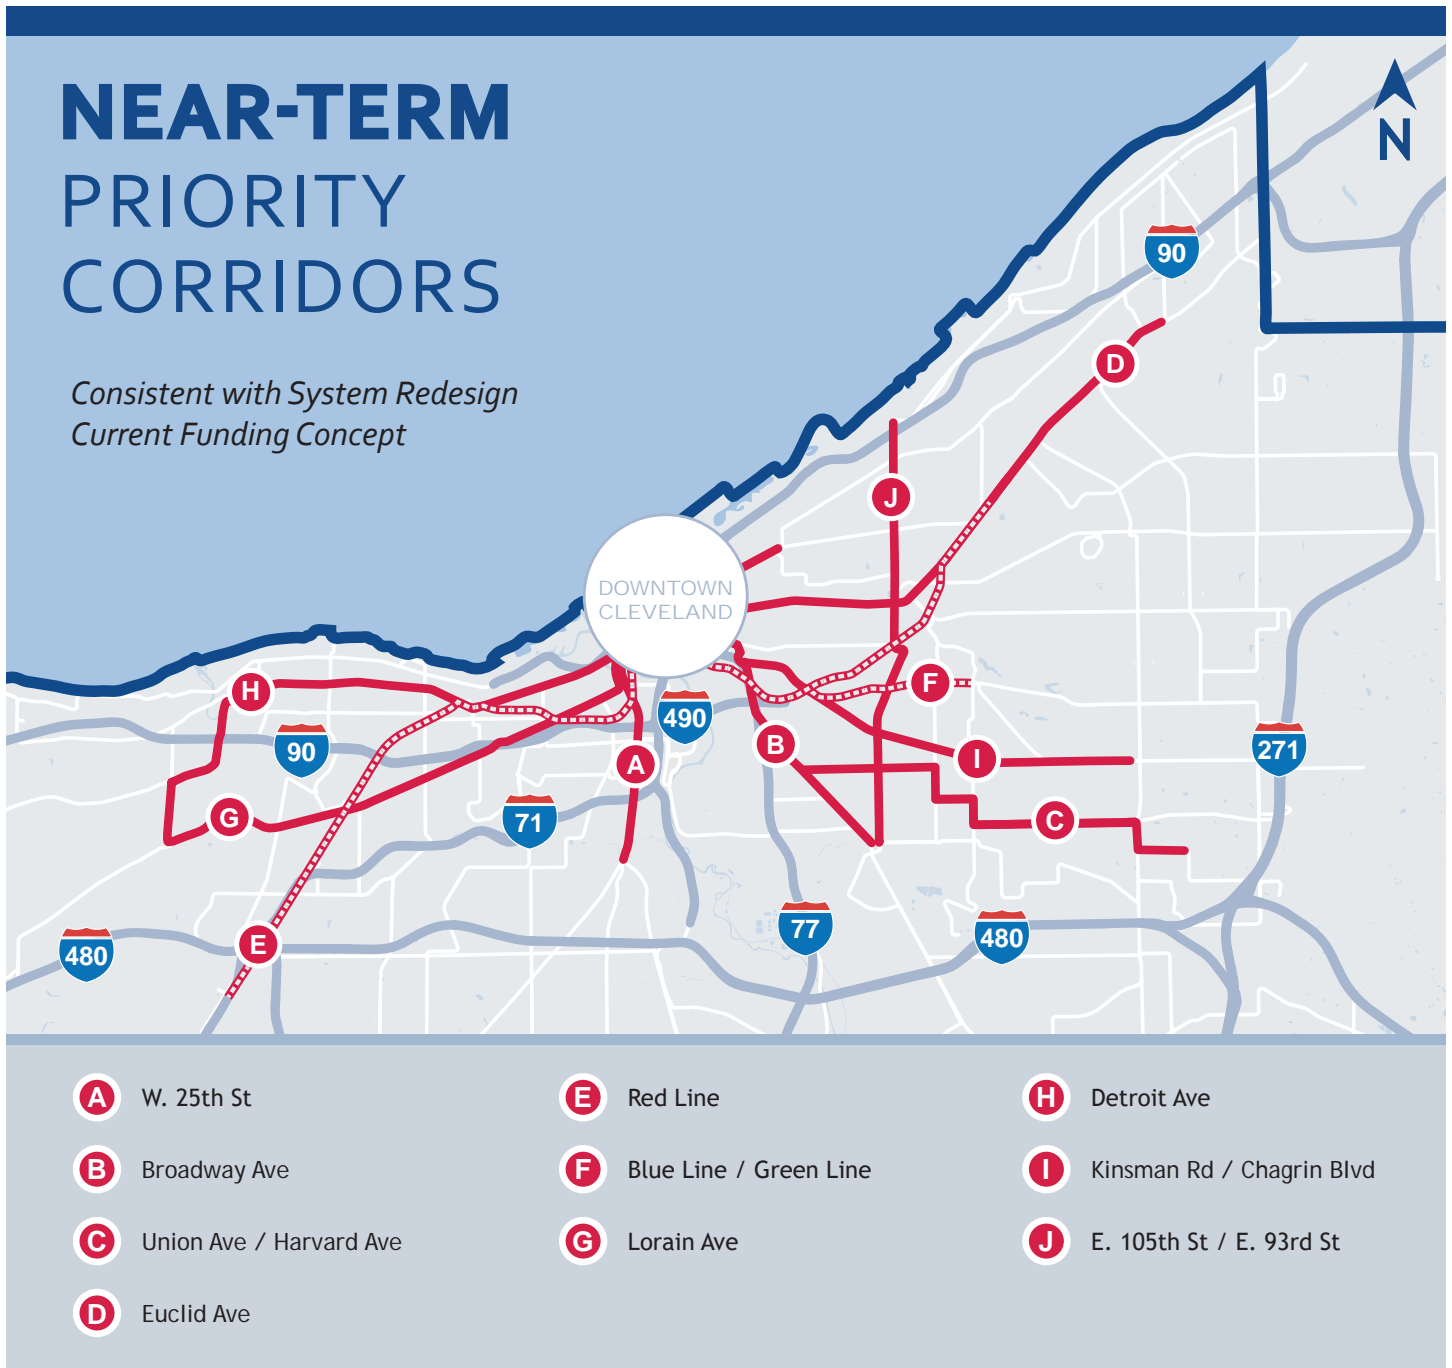 NEAR-TERM
PRIORITY
CORRIDORS
Consistent with System Redesign
Current Funding Concept
N
90
D
J
DOWNTOWN
CLEVELAND
H
F
490
90
B
A
I
271
G
71
C
E
480
77
480
A W. 25th St
B Broadway Ave
C Union Ave / Harvard Ave
D Euclid Ave
E Red Line
F Blue Line / Green Line
G Lorain Ave
H Detroit Ave
I Kinsman Rd / Chagrin Blvd
J E. 105th St / E. 93rd St